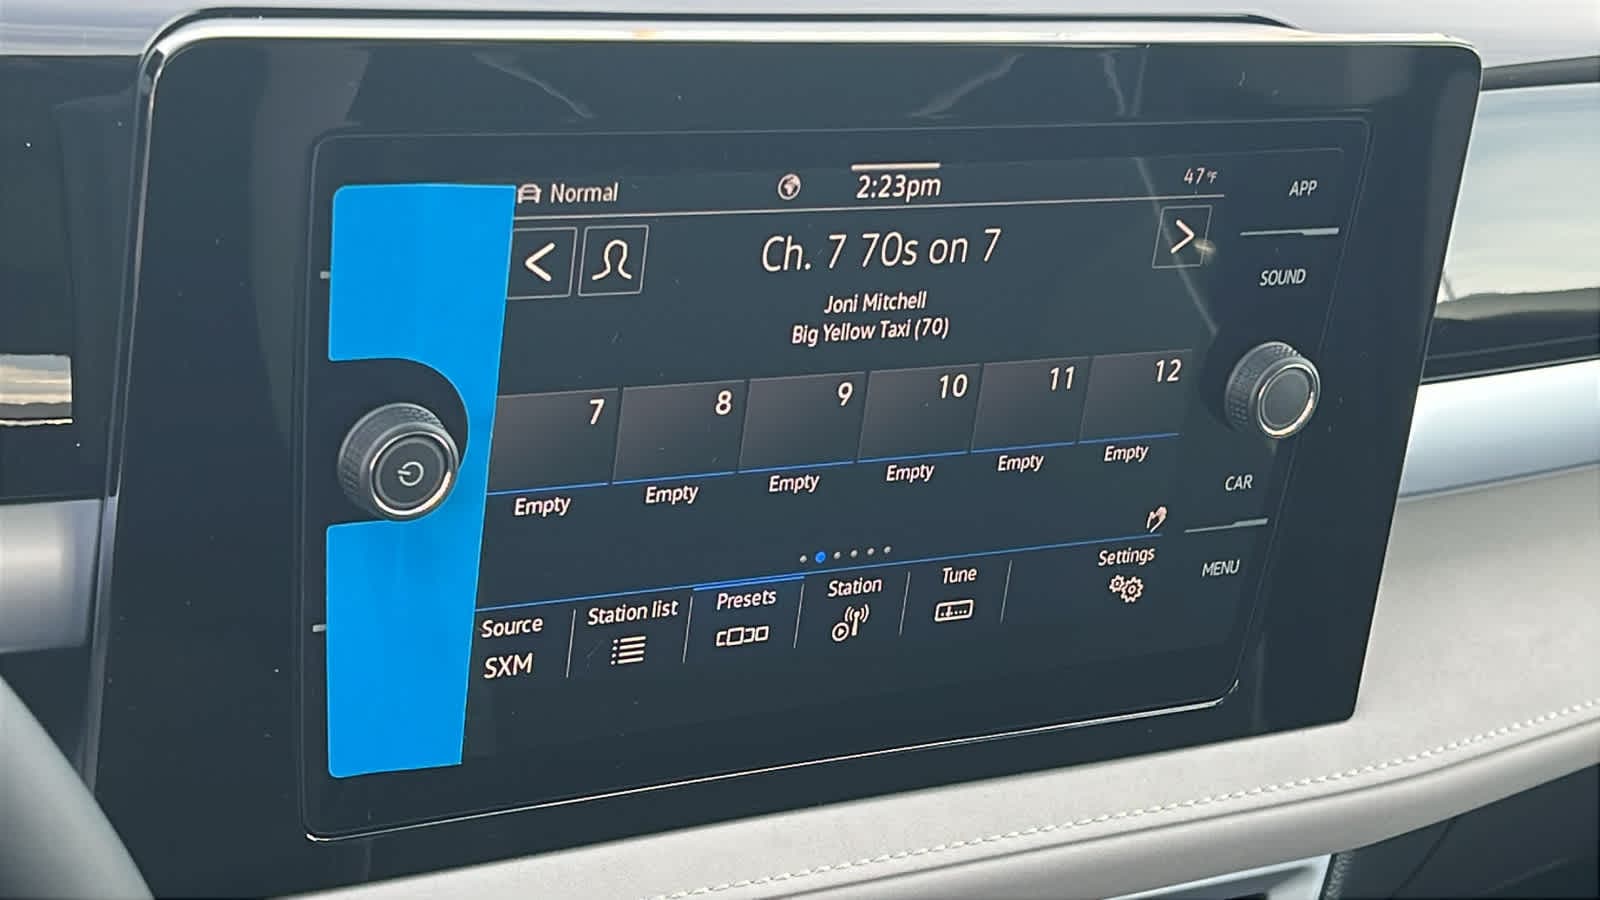 Normal 2:23pm 47°F
APP
Ch. 7 70s on 7
SOUND
Joni Mitchell
Big Yellow Taxi (70)
7 8 9 10 11 12
Empty Empty Empty Empty Empty Empty
CAR
MENU
Source Station list Presets Station Tune Settings
SXM